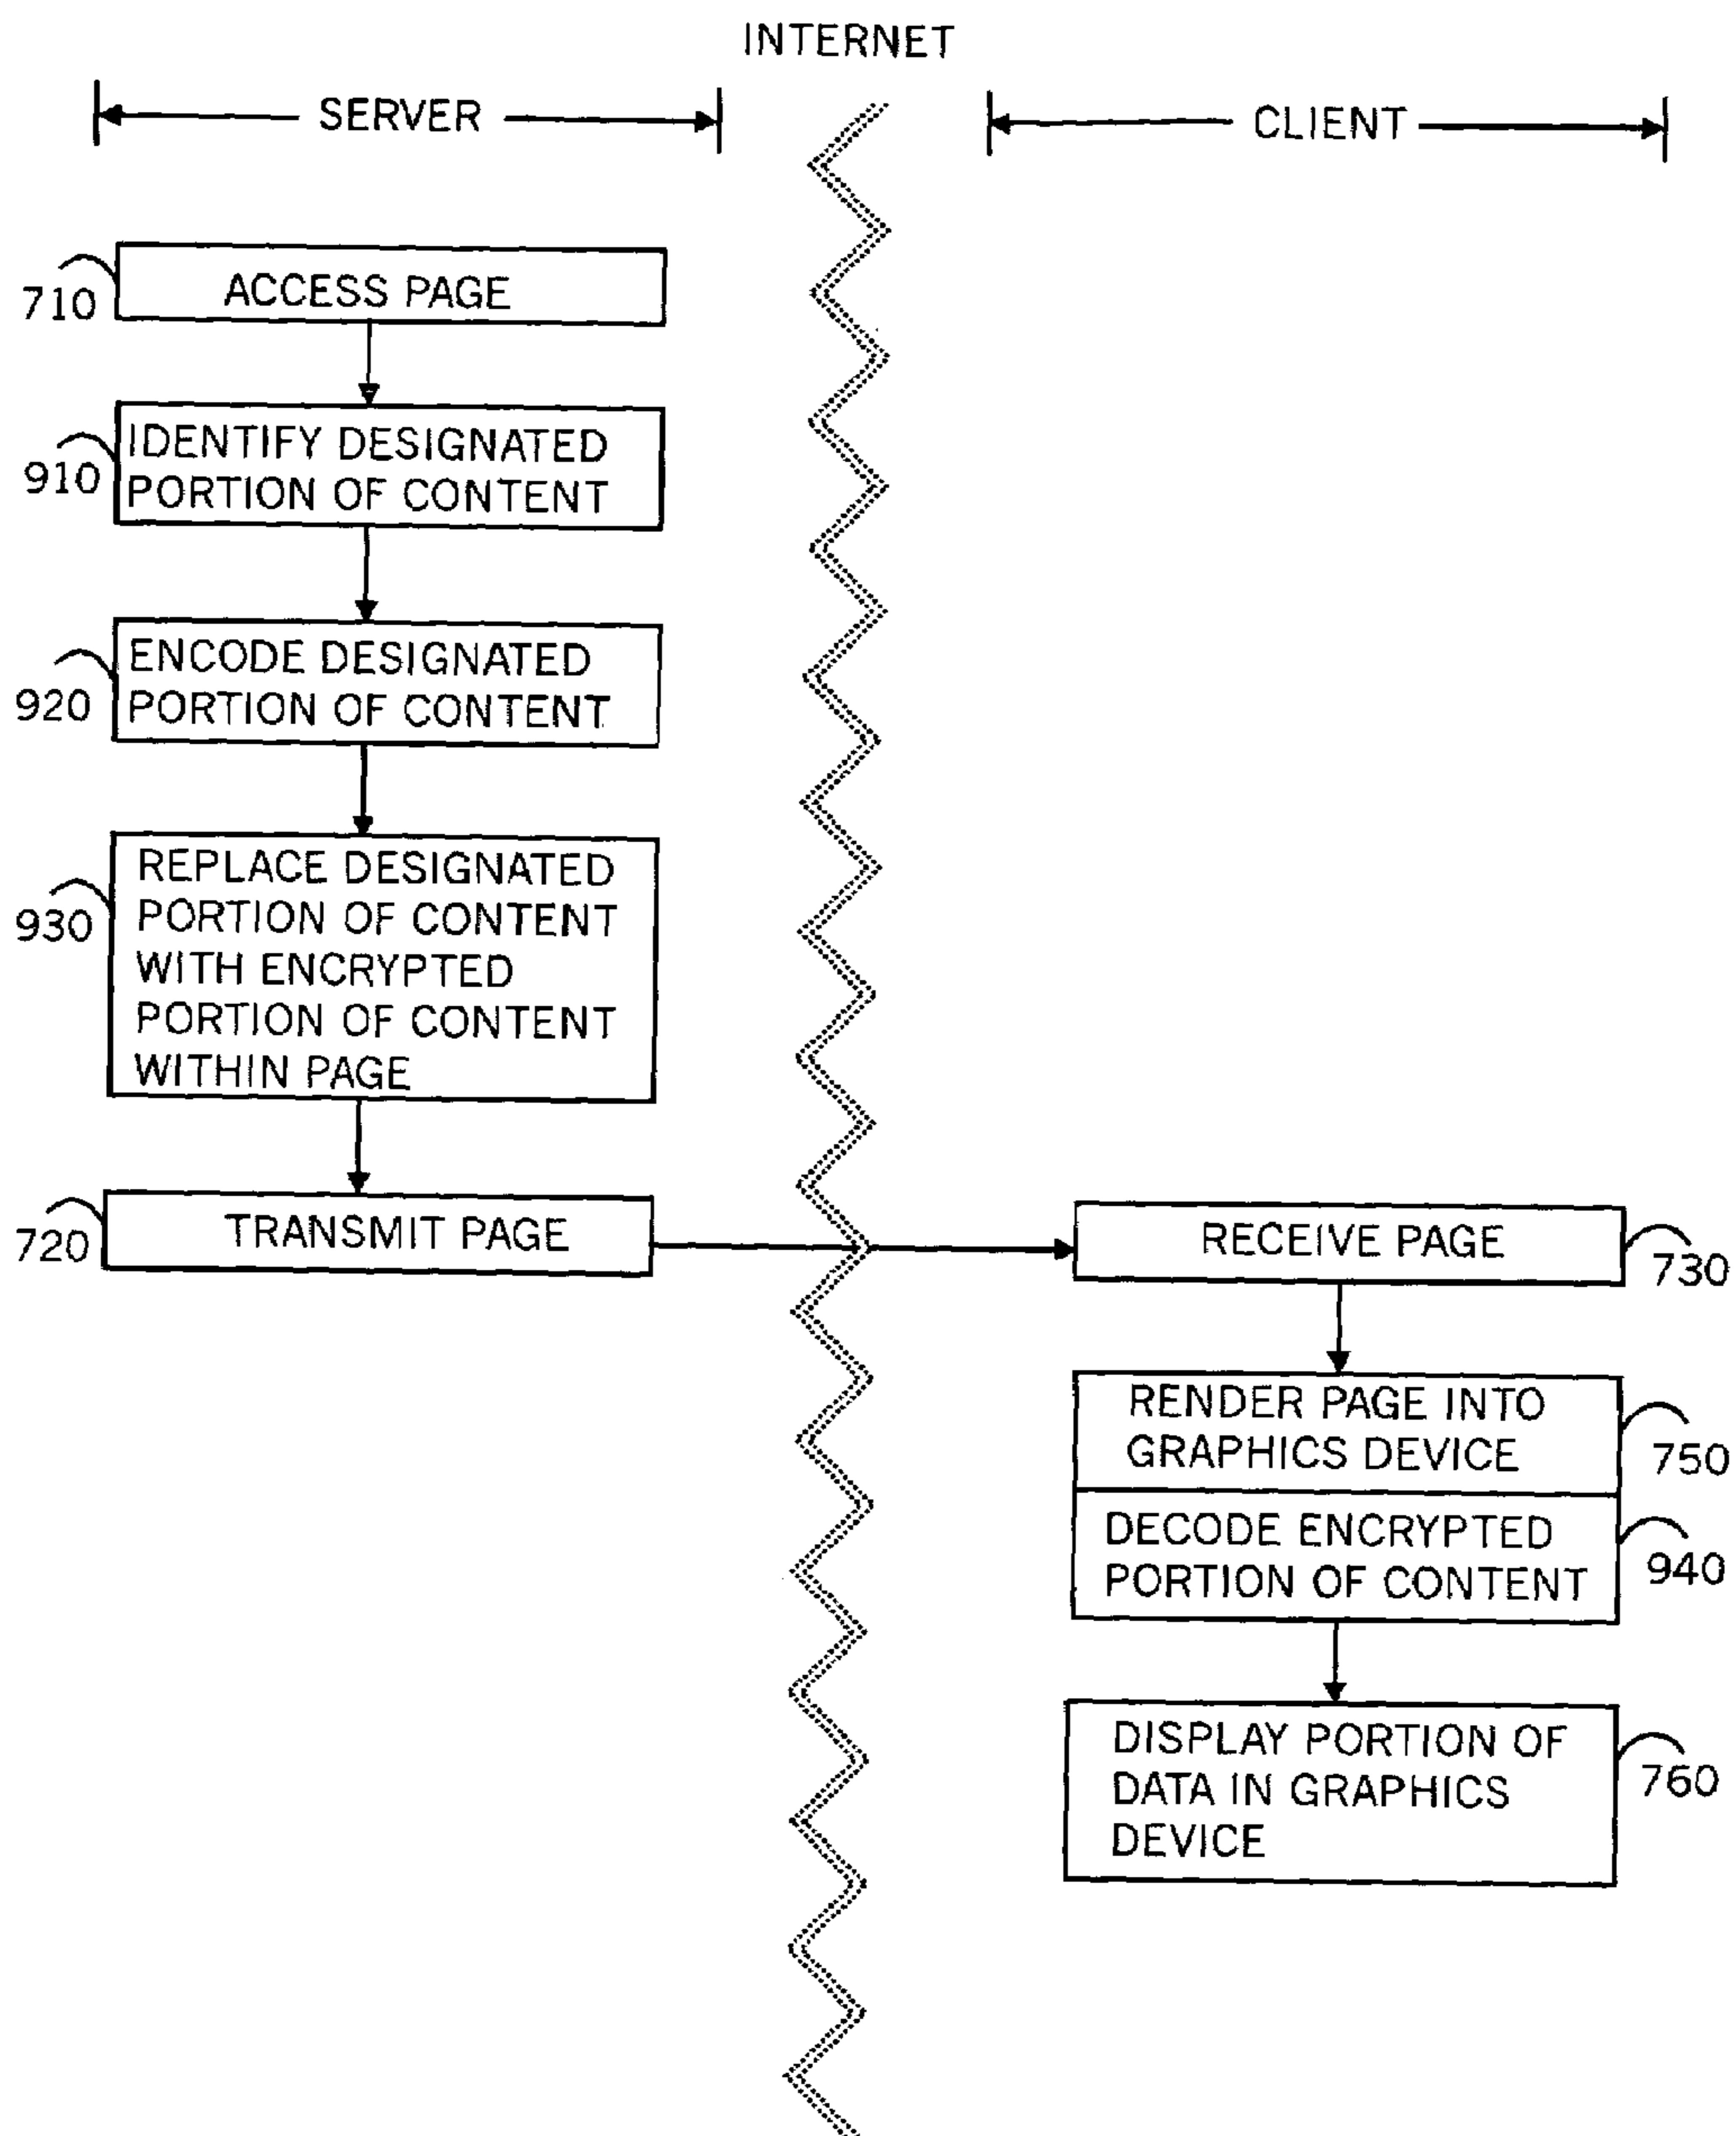 INTERNET
SERVER
CLIENT
710
ACCESS PAGE
910
IDENTIFY DESIGNATED
PORTION OF CONTENT
920
ENCODE DESIGNATED
PORTION OF CONTENT
930
REPLACE DESIGNATED
PORTION OF CONTENT
WITH ENCRYPTED
PORTION OF CONTENT
WITHIN PAGE
720
TRANSMIT PAGE
RECEIVE PAGE
730
RENDER PAGE INTO
GRAPHICS DEVICE
750
DECODE ENCRYPTED
PORTION OF CONTENT
940
DISPLAY PORTION OF
DATA IN GRAPHICS
DEVICE
760